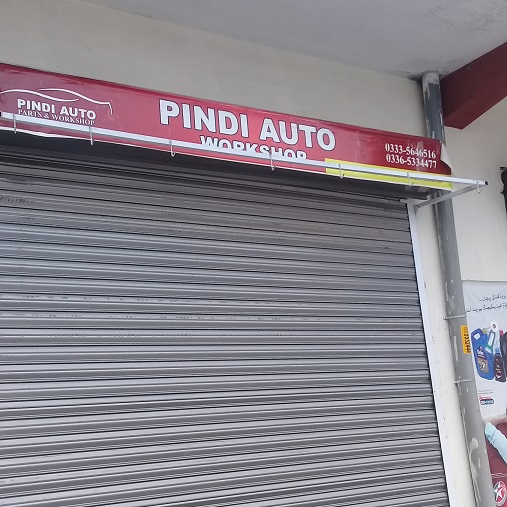 PINDI AUTO
PARTS & WORKSHOP
PINDI AUTO
WORKSHOP
0333-5646516
0336-5334477